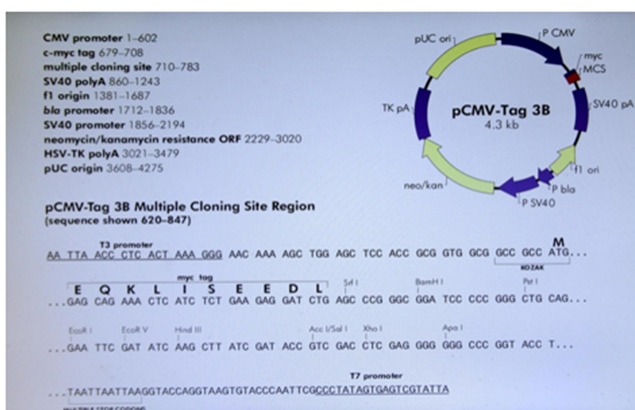 CMV promoter 1–602
c-myc tag 679–708
multiple cloning site 710–783
SV40 polyA 860–1243
f1 origin 1381–1687
bla promoter 1712–1836
SV40 promoter 1856–2194
neomycin/kanamycin resistance ORF 2229–3020
HSV-TK polyA 3021–3479
pUC origin 3608–4275
pUC ori
P CMV
myc
MCS
TK pA
pCMV-Tag 3B
4.3 kb
SV40 pA
f1 ori
neo/kan
P bla
P SV40
pCMV-Tag 3B Multiple Cloning Site Region
(sequence shown 620–847)
T3 promoter
M
AA TTA ACC CTC ACT AAA GGG AAC AAA AGC TGG AGC TCC ACC GCG GTG GCG GCC GCC ATG...
KOZAK
myc tag
E Q K L I S E E D L
Srf I BamH I Pst I
...GAG CAG AAA CTC ATC TCT GAA GAG GAT CTG AGC CCG GGC GGA TCC CCC GGG CTG CAG...
EcoR I EcoR V Hind III Acc I/Sal I Xho I Apa I
...GAA TTC GAT ATC AAG CTT ATC GAT ACC GTC GAC CTC GAG GGG GGG CCC GGT ACC T...
T7 promoter
...TAATTAATTAAGGTACCAGGTAAGTGTACCCAATTCGCCCTATAGTGAGTCGTATTA